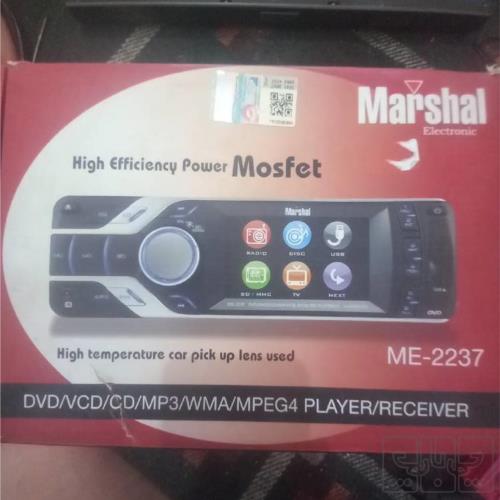 Marshal
Electronic
High Efficiency Power Mosfet
Marshal
RADIO
DISC
USB
SD / MMC
TV
NEXT
High temperature car pick up lens used
ME-2237
DVD/VCD/CD/MP3/WMA/MPEG4 PLAYER/RECEIVER